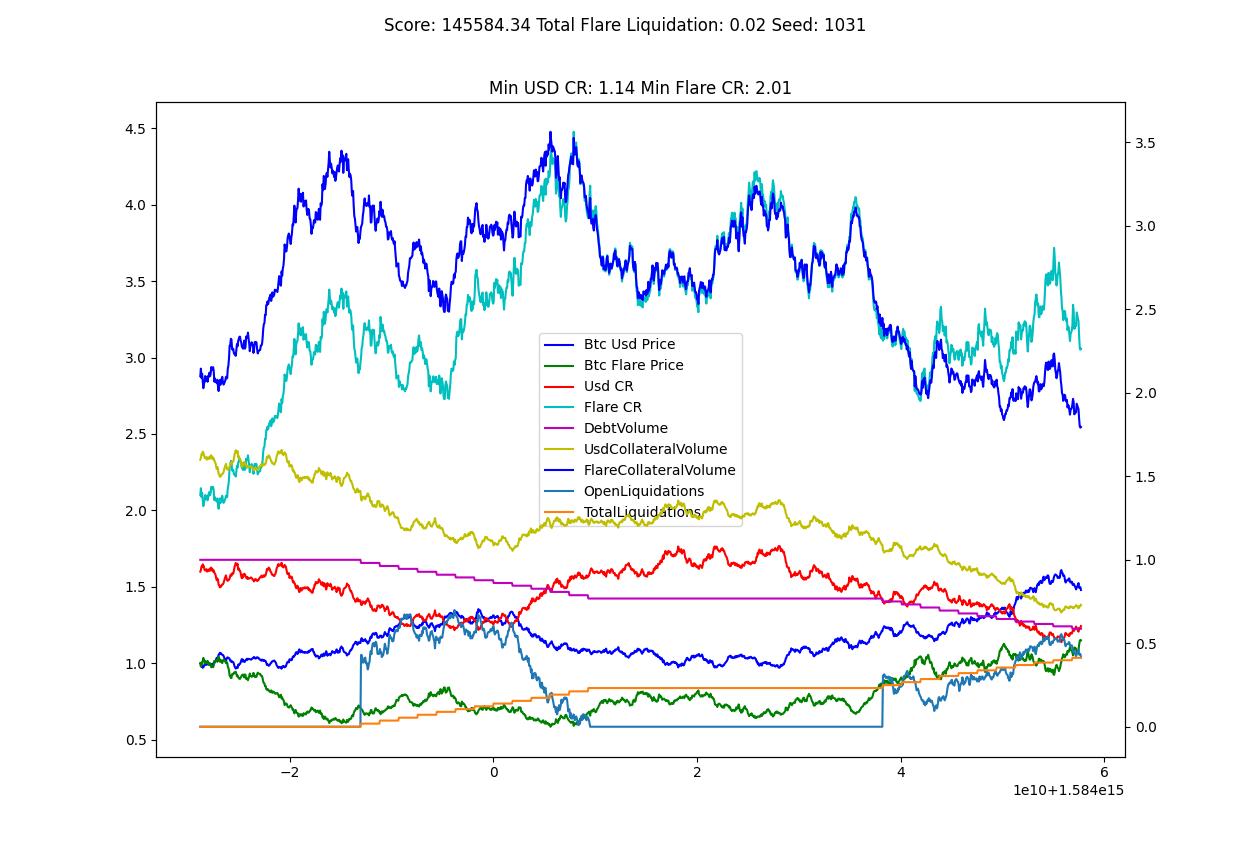 Score: 145584.34 Total Flare Liquidation: 0.02 Seed: 1031
Min USD CR: 1.14 Min Flare CR: 2.01
4.5
4.0
3.5
3.0
2.5
2.0
1.5
1.0
0.5
3.5
3.0
2.5
2.0
1.5
1.0
0.5
0.0
Btc Usd Price
Btc Flare Price
Usd CR
Flare CR
DebtVolume
UsdCollateralVolume
FlareCollateralVolume
OpenLiquidations
TotalLiquidations
−2 0 2 4 6
1e10+1.584e15